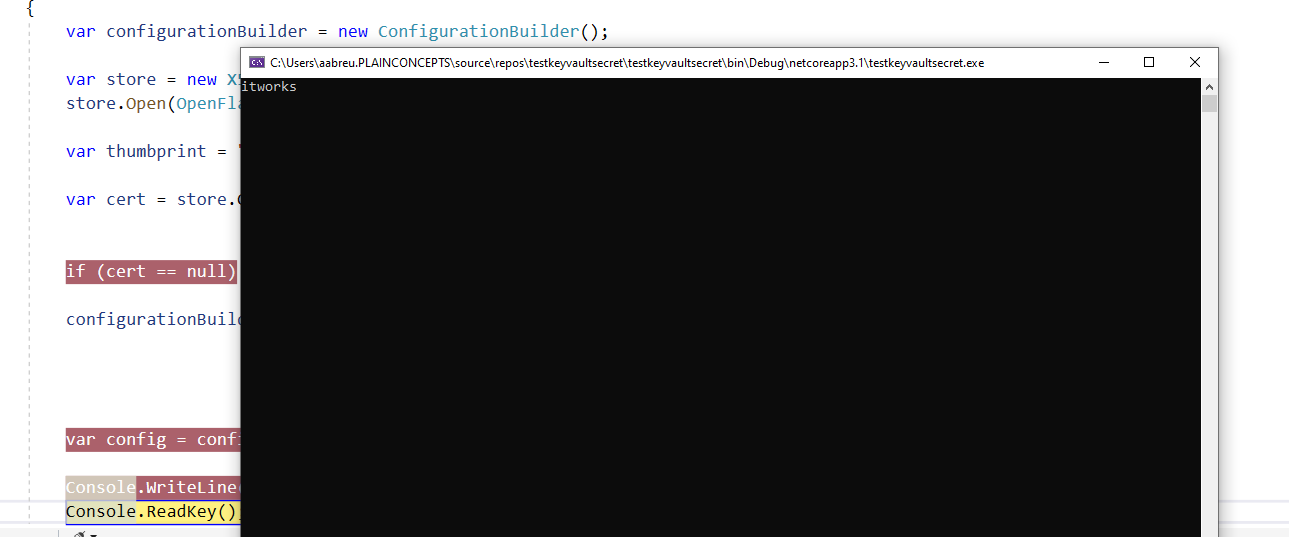 {
var configurationBuilder = new ConfigurationBuilder();
C:\Users\aabreu.PLAINCONCEPTS\source\repos\testkeyvaultsecret\testkeyvaultsecret\bin\Debug\netcoreapp3.1\testkeyvaultsecret.exe
itworks
var store = new X
store.Open(OpenFl
var thumbprint = "
var cert = store.
if (cert == null)
configurationBuild
var config = confi
Console.WriteLine(
Console.ReadKey();